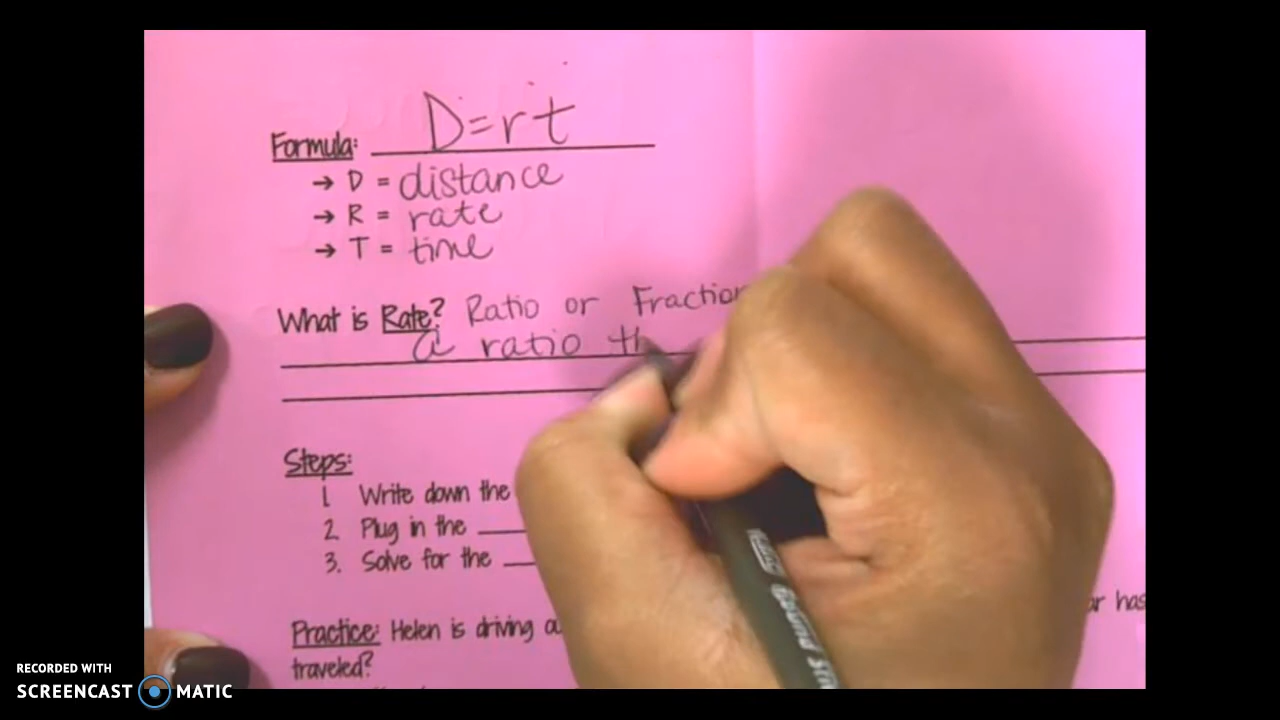 Formula: D=rt
→ D = distance
→ R = rate
→ T = time
What is Rate? Ratio or Fraction
a ratio th
Steps:
1. Write down the
2. Plug in the
3. Solve for the
Practice: Helen is driving has
traveled?
RECORDED WITH
SCREENCAST MATIC